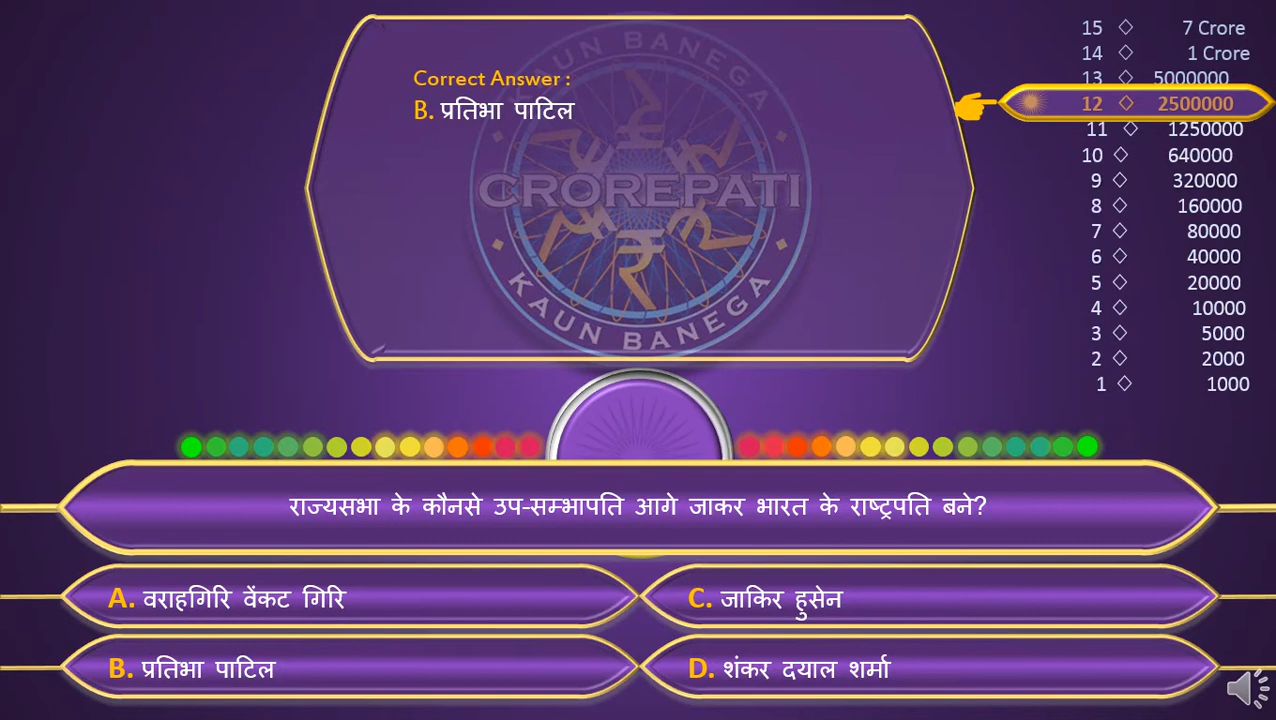 KAUN BANEGA
CROREPATI
KAUN BANEGA
Correct Answer :
B. प्रतिभा पाटिल
15 ◇ 7 Crore
14 ◇ 1 Crore
13 ◇ 5000000
12 ◇ 2500000
11 ◇ 1250000
10 ◇ 640000
9 ◇ 320000
8 ◇ 160000
7 ◇ 80000
6 ◇ 40000
5 ◇ 20000
4 ◇ 10000
3 ◇ 5000
2 ◇ 2000
1 ◇ 1000
राज्यसभा के कौनसे उप-सम्भापति आगे जाकर भारत के राष्ट्रपति बने?
A. वराहगिरि वेंकट गिरि
C. जाकिर हुसेन
B. प्रतिभा पाटिल
D. शंकर दयाल शर्मा